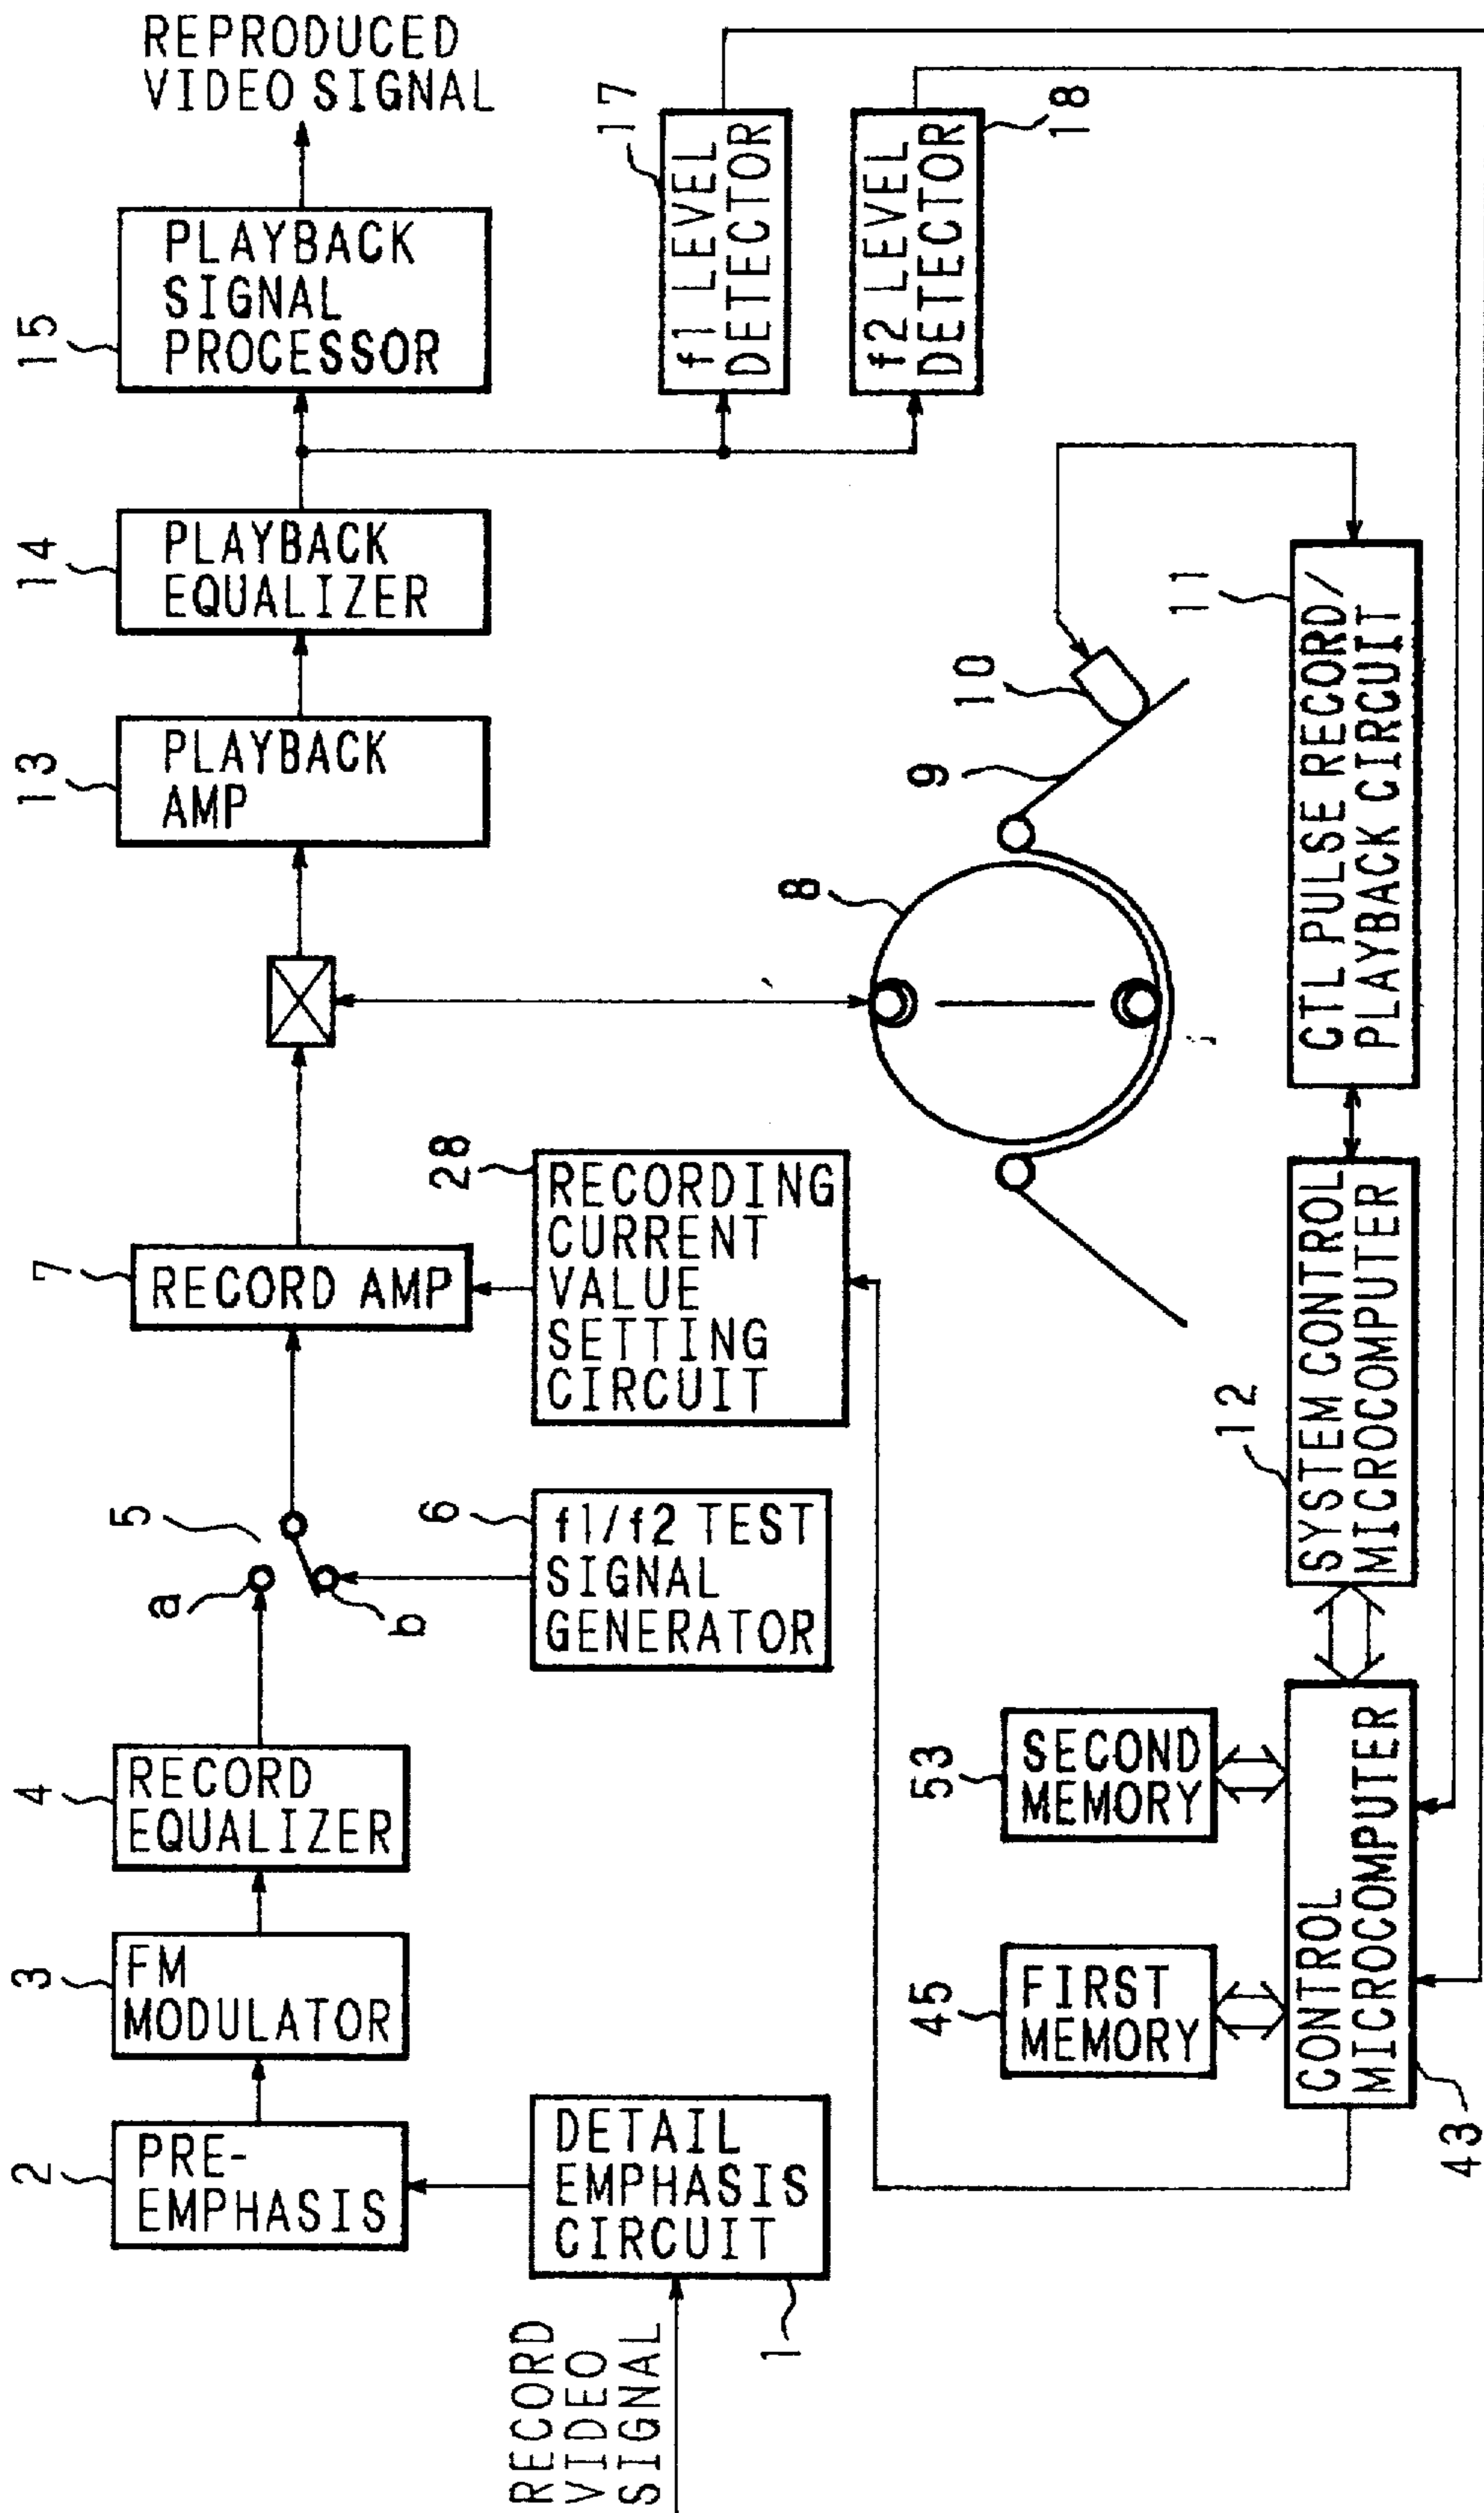 RECORD
VIDEO
SIGNAL
1
DETAIL
EMPHASIS
CIRCUIT
2
PRE-
EMPHASIS
3
FM
MODULATOR
4
RECORD
EQUALIZER
a
5
b
6
f1/f2 TEST
SIGNAL
GENERATOR
7
RECORD AMP
28
RECORDING
CURRENT
VALUE
SETTING
CIRCUIT
13
PLAYBACK
AMP
14
PLAYBACK
EQUALIZER
15
PLAYBACK
SIGNAL
PROCESSOR
REPRODUCED
VIDEO SIGNAL
17
f1 LEVEL
DETECTOR
f2 LEVEL
DETECTOR
18
8
9
10
45
FIRST
MEMORY
53
SECOND
MEMORY
CONTROL
MICROCOMPUTER
43
12
SYSTEM CONTROL
MICROCOMPUTER
11
CTL PULSE RECORD/
PLAYBACK CIRCUIT